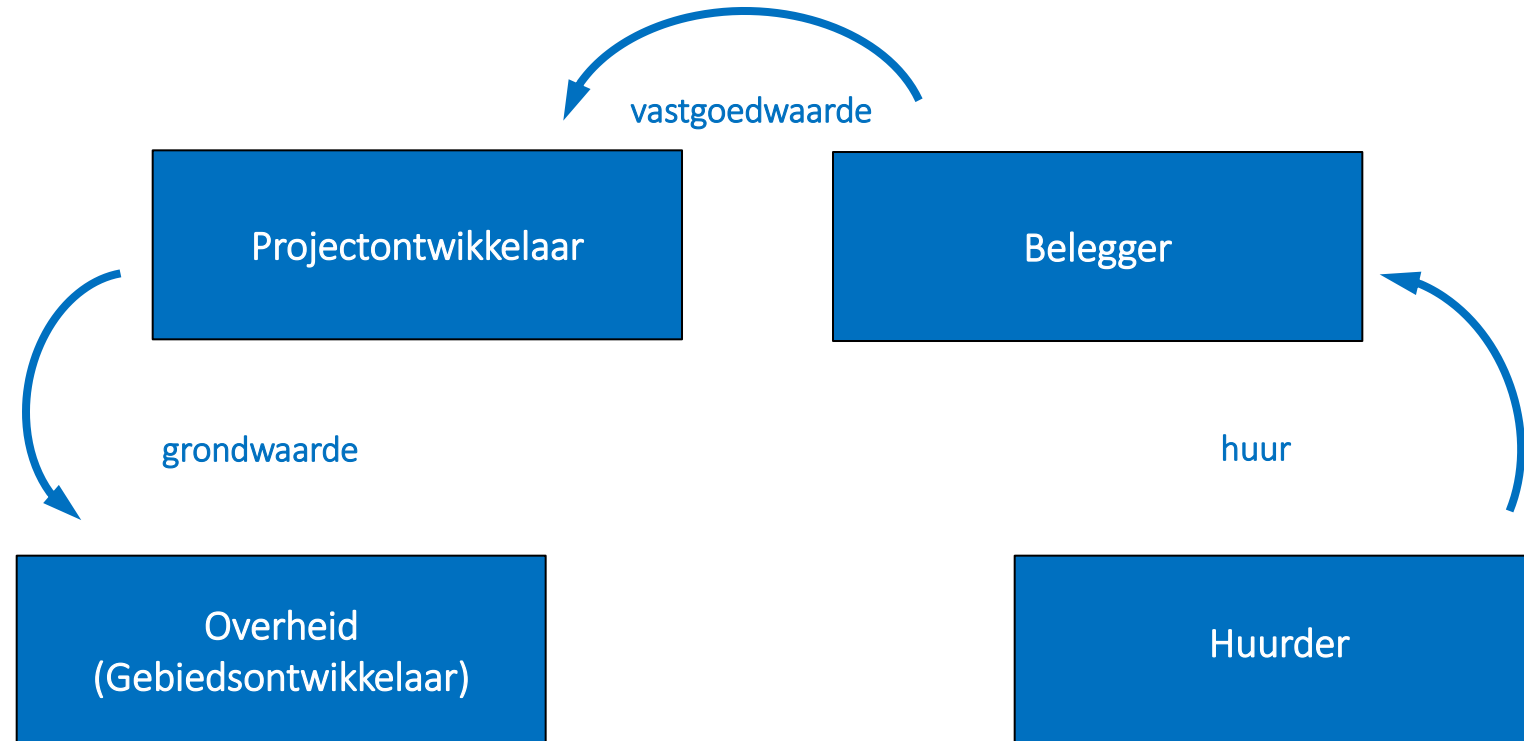 vastgoedwaarde
Projectontwikkelaar
Belegger
grondwaarde
huur
Overheid
(Gebiedsontwikkelaar)
Huurder